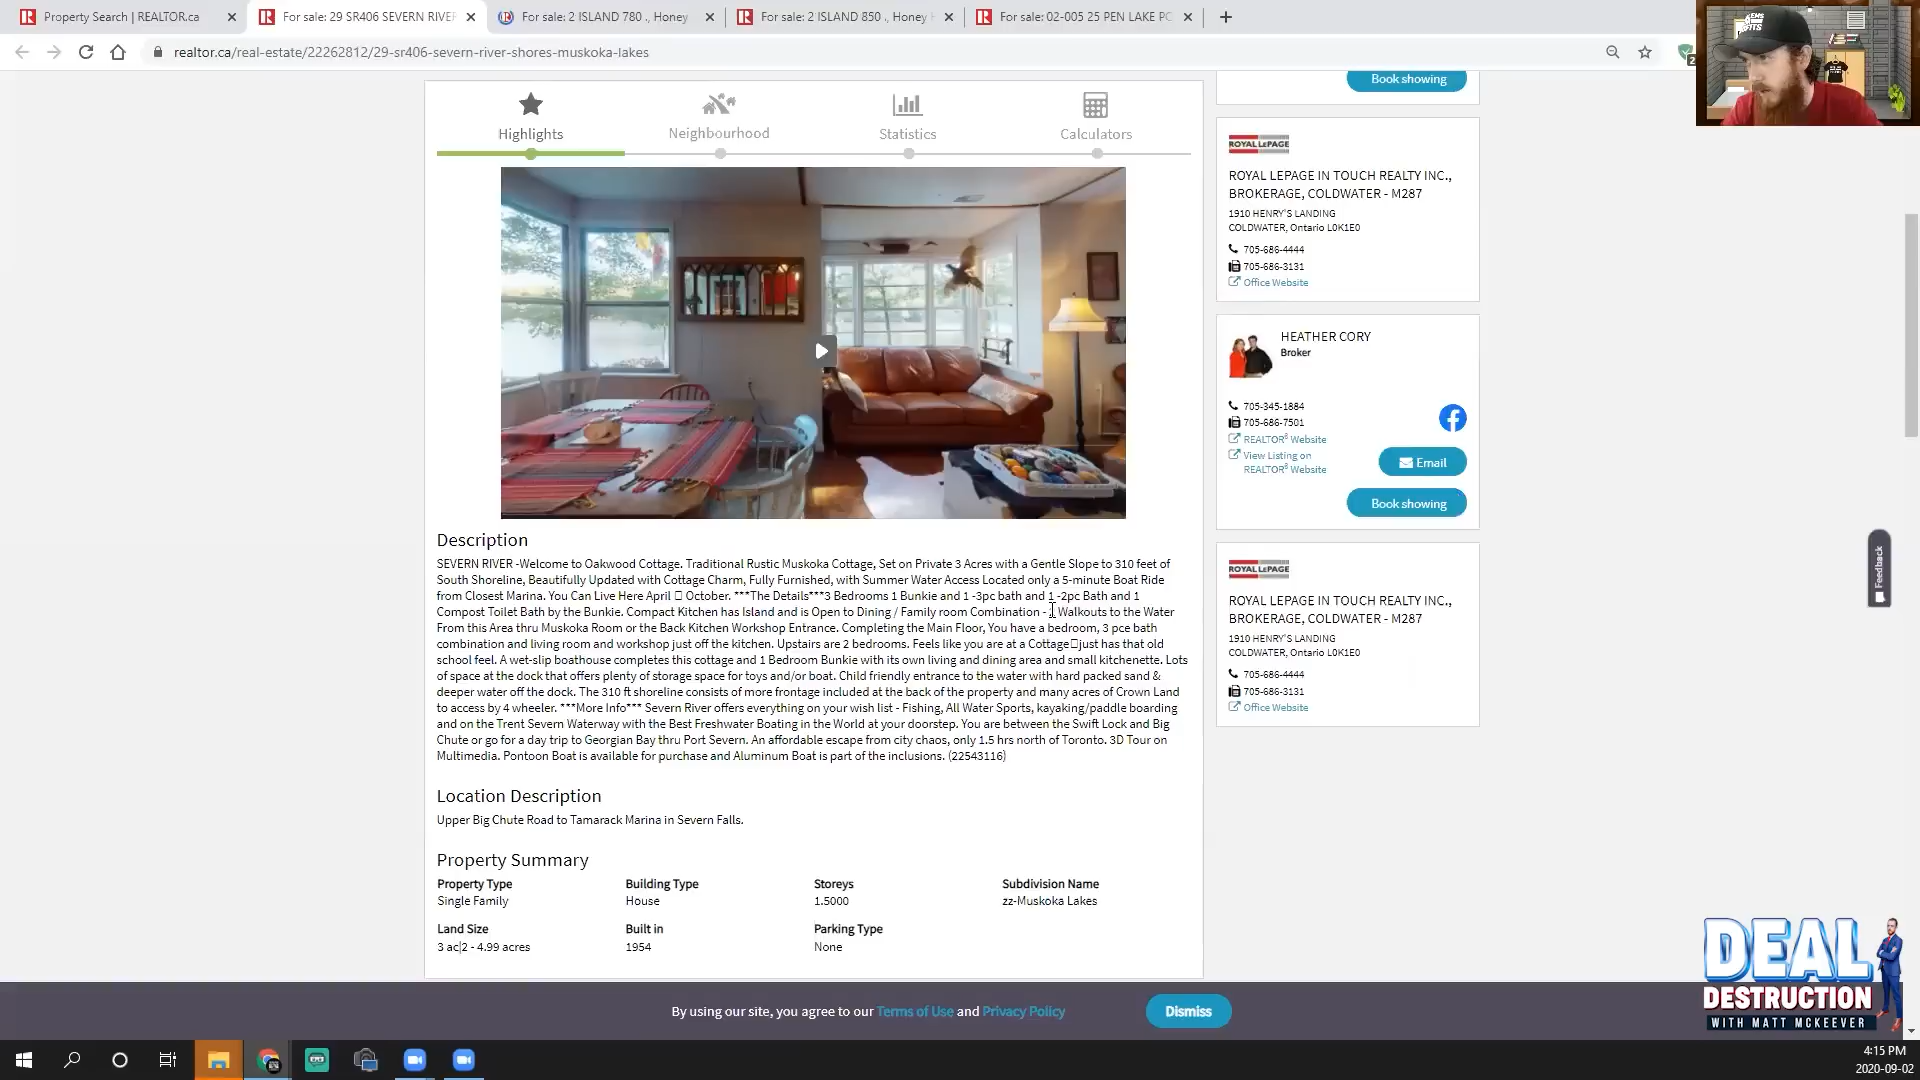 Property Search | REALTOR.ca
For sale: 29 SR406 SEVERN RIVER
For sale: 2 ISLAND 780 ., Honey
For sale: 2 ISLAND 850 ., Honey
For sale: 02-005 25 PEN LAKE PO
realtor.ca/real-estate/22262812/29-sr406-severn-river-shores-muskoka-lakes
Highlights
Neighbourhood
Statistics
Calculators
Description
SEVERN RIVER -Welcome to Oakwood Cottage. Traditional Rustic Muskoka Cottage, Set on Private 3 Acres with a Gentle Slope to 310 feet of
South Shoreline, Beautifully Updated with Cottage Charm, Fully Furnished, with Summer Water Access Located only a 5-minute Boat Ride
from Closest Marina. You Can Live Here April  October. ***The Details***3 Bedrooms 1 Bunkie and 1 -3pc bath and 1 -2pc Bath and 1
Compost Toilet Bath by the Bunkie. Compact Kitchen has Island and is Open to Dining / Family room Combination - Walkouts to the Water
From this Area thru Muskoka Room or the Back Kitchen Workshop Entrance. Completing the Main Floor, You have a bedroom, 3 pce bath
combination and living room and workshop just off the kitchen. Upstairs are 2 bedrooms. Feels like you are at a Cottage just has that old
school feel. A wet-slip boathouse completes this cottage and 1 Bedroom Bunkie with its own living and dining area and small kitchenette. Lots
of space at the dock that offers plenty of storage space for toys and/or boat. Child friendly entrance to the water with hard packed sand &
deeper water off the dock. The 310 ft shoreline consists of more frontage included at the back of the property and many acres of Crown Land
to access by 4 wheeler. ***More Info*** Severn River offers everything on your wish list - Fishing, All Water Sports, kayaking/paddle boarding
and on the Trent Severn Waterway with the Best Freshwater Boating in the World at your doorstep. You are between the Swift Lock and Big
Chute or go for a day trip to Georgian Bay thru Port Severn. An affordable escape from city chaos, only 1.5 hrs north of Toronto. 3D Tour on
Multimedia. Pontoon Boat is available for purchase and Aluminum Boat is part of the inclusions. (22543116)
Location Description
Upper Big Chute Road to Tamarack Marina in Severn Falls.
Property Summary
Property Type
Single Family
Building Type
House
Storeys
1.5000
Subdivision Name
zz-Muskoka Lakes
Land Size
3 ac|2 - 4.99 acres
Built in
1954
Parking Type
None
Book showing
ROYAL LEPAGE
ROYAL LEPAGE IN TOUCH REALTY INC.,
BROKERAGE, COLDWATER - M287
1910 HENRY'S LANDING
COLDWATER, Ontario L0K1E0
705-686-4444
705-686-3131
Office Website
HEATHER CORY
Broker
705-345-1884
705-686-7501
REALTOR® Website
View Listing on
REALTOR® Website
Email
Book showing
ROYAL LEPAGE
ROYAL LEPAGE IN TOUCH REALTY INC.,
BROKERAGE, COLDWATER - M287
1910 HENRY'S LANDING
COLDWATER, Ontario L0K1E0
705-686-4444
705-686-3131
Office Website
Feedback
By using our site, you agree to our Terms of Use and Privacy Policy
Dismiss
DEAL
DESTRUCTION
WITH MATT MCKEEVER
4:15 PM
2020-09-02